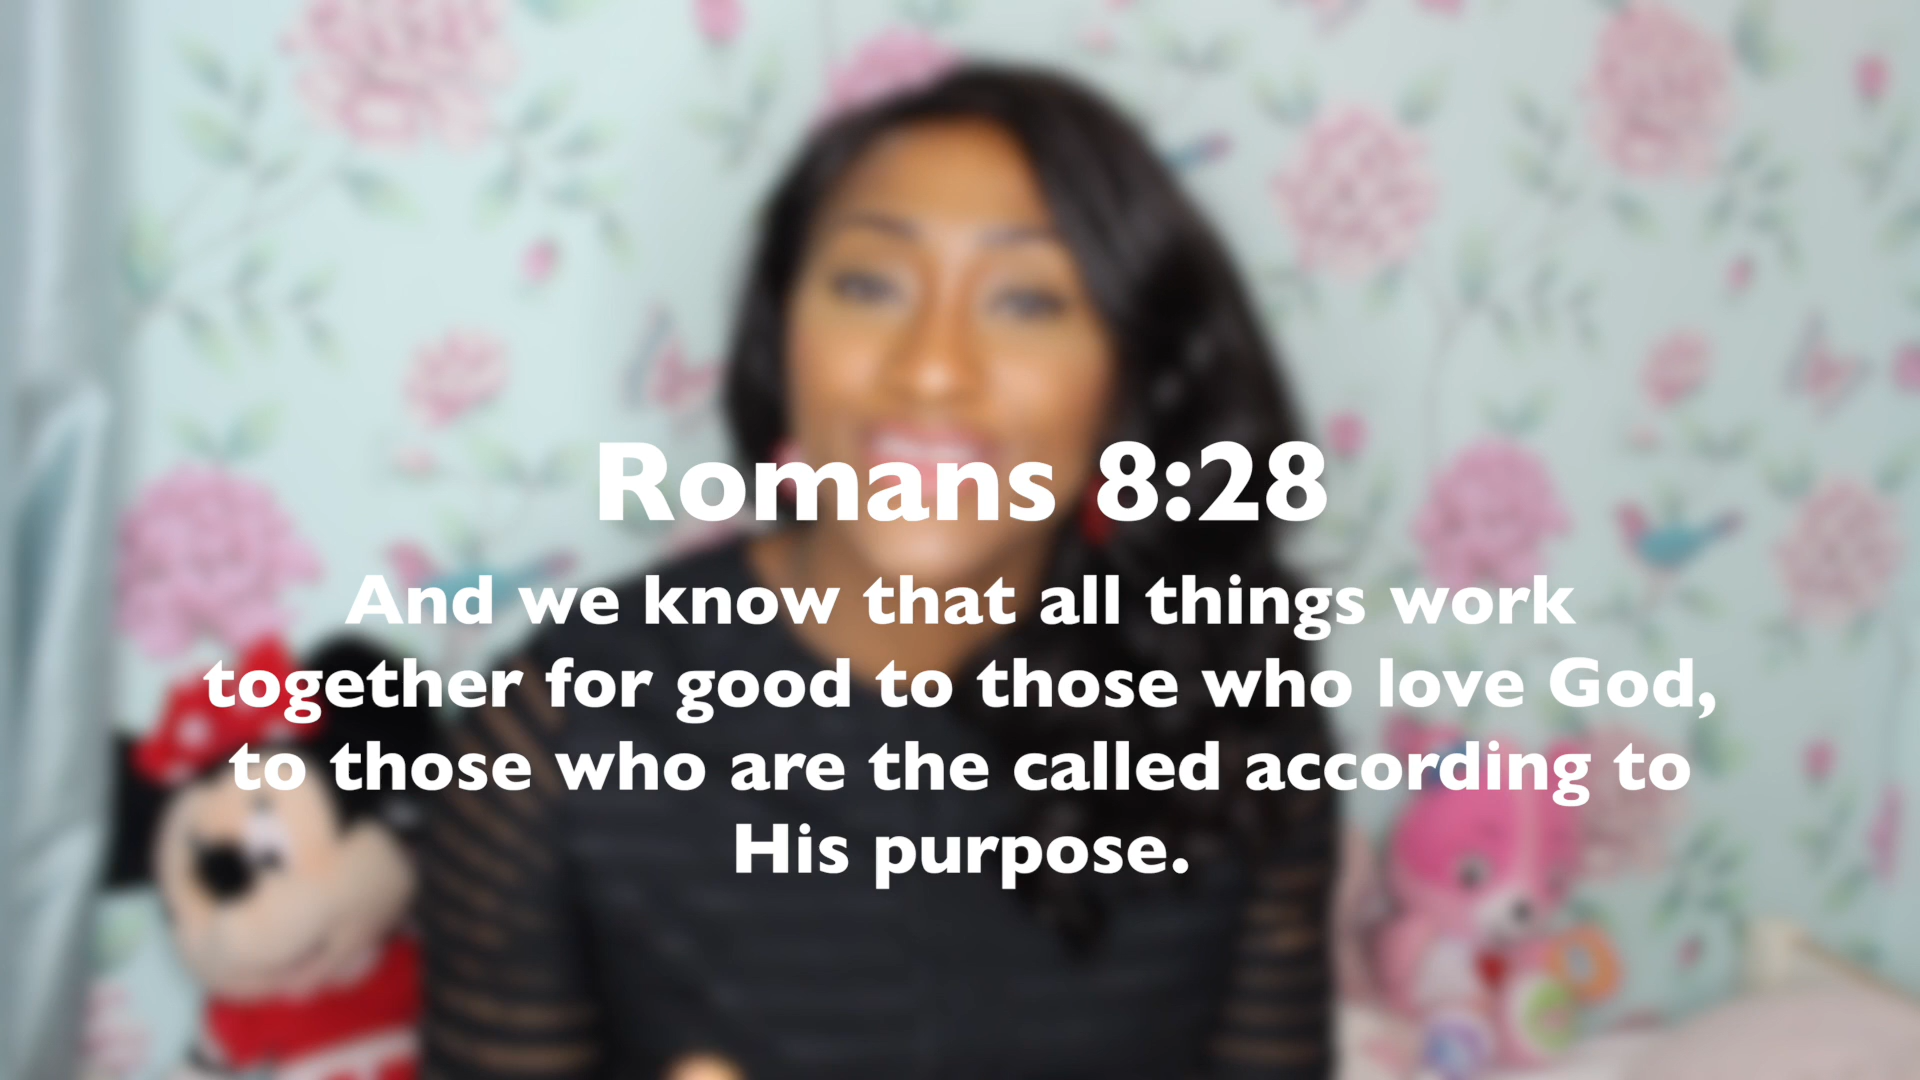 Romans 8:28
And we know that all things work
together for good to those who love God,
to those who are the called according to
His purpose.